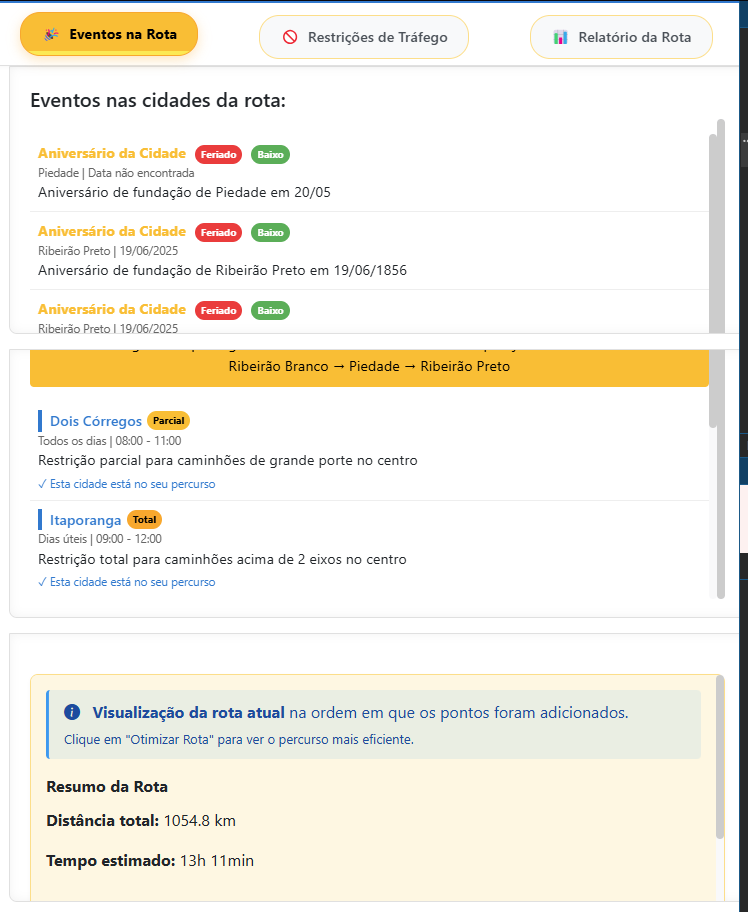 Eventos na Rota
Restrições de Tráfego
Relatório da Rota
Eventos nas cidades da rota:
Aniversário da Cidade Feriado Baixo
Piedade | Data não encontrada
Aniversário de fundação de Piedade em 20/05
Aniversário da Cidade Feriado Baixo
Ribeirão Preto | 19/06/2025
Aniversário de fundação de Ribeirão Preto em 19/06/1856
Aniversário da Cidade Feriado Baixo
Ribeirão Preto | 19/06/2025
Ribeirão Branco → Piedade → Ribeirão Preto
Dois Córregos Parcial
Todos os dias | 08:00 - 11:00
Restrição parcial para caminhões de grande porte no centro
✓ Esta cidade está no seu percurso
Itaporanga Total
Dias úteis | 09:00 - 12:00
Restrição total para caminhões acima de 2 eixos no centro
✓ Esta cidade está no seu percurso
Visualização da rota atual na ordem em que os pontos foram adicionados.
Clique em "Otimizar Rota" para ver o percurso mais eficiente.
Resumo da Rota
Distância total: 1054.8 km
Tempo estimado: 13h 11min